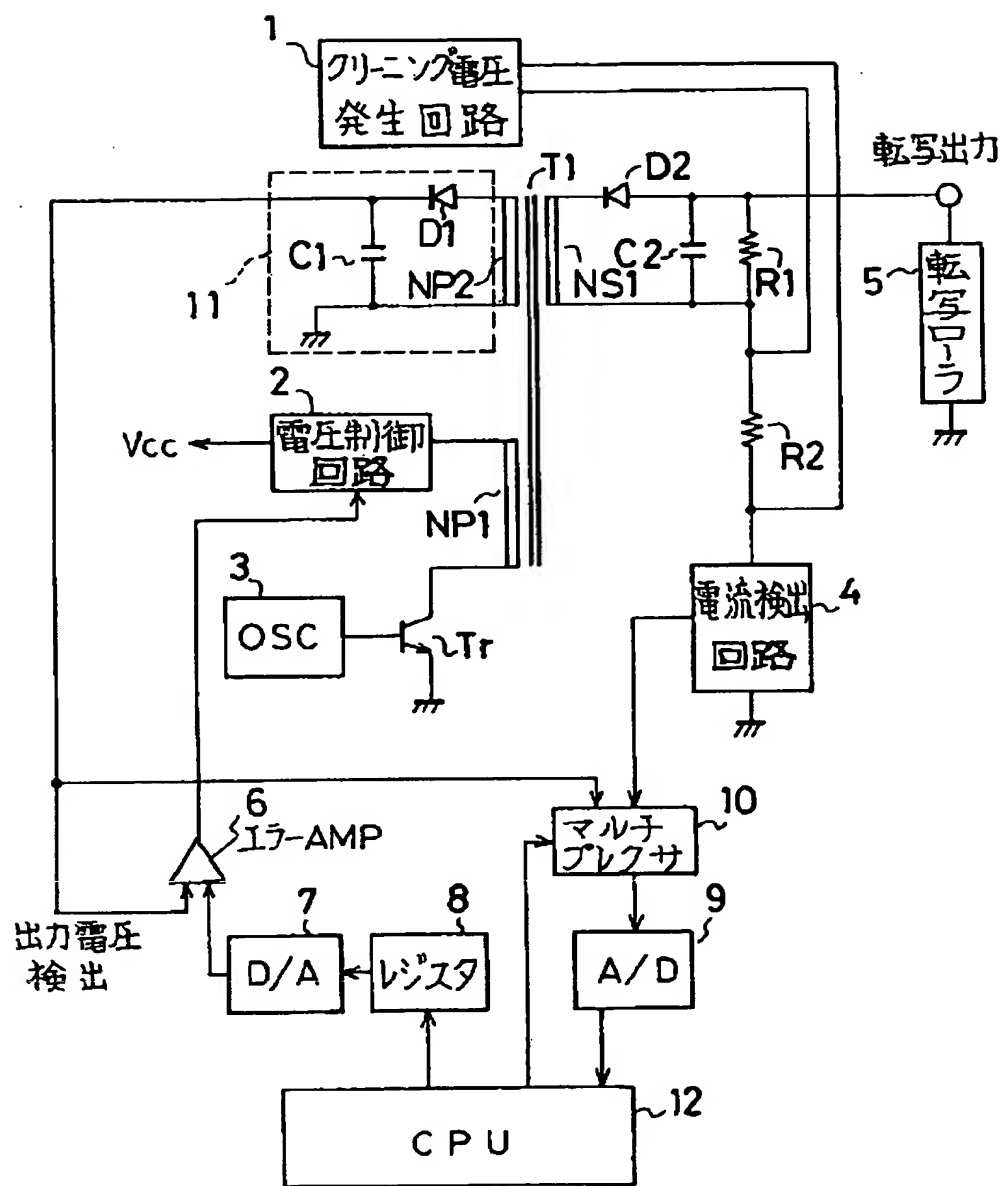 1
クリーニング電圧
発生回路
転写出力
T1
D2
D1
C1
NP2
NS1
C2
R1
11
5
転写ローラ
2
電圧制御
回路
Vcc
R2
NP1
3
OSC
Tr
電流検出
回路
4
6
エラーAMP
10
マルチ
プレクサ
出力電圧
検出
7
D/A
8
レジスタ
9
A/D
12
CPU